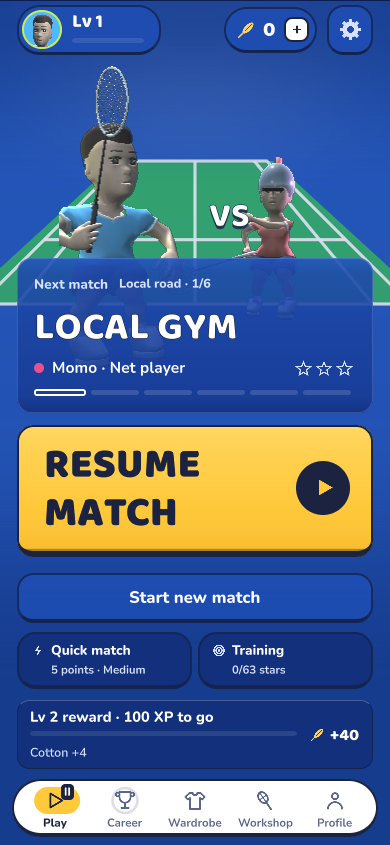 Lv 1
0
+
VS
Next match Local road · 1/6
LOCAL GYM
Momo · Net player
RESUME
MATCH
Start new match
Quick match
5 points · Medium
Training
0/63 stars
Lv 2 reward · 100 XP to go
+40
Cotton +4
Play
Career
Wardrobe
Workshop
Profile